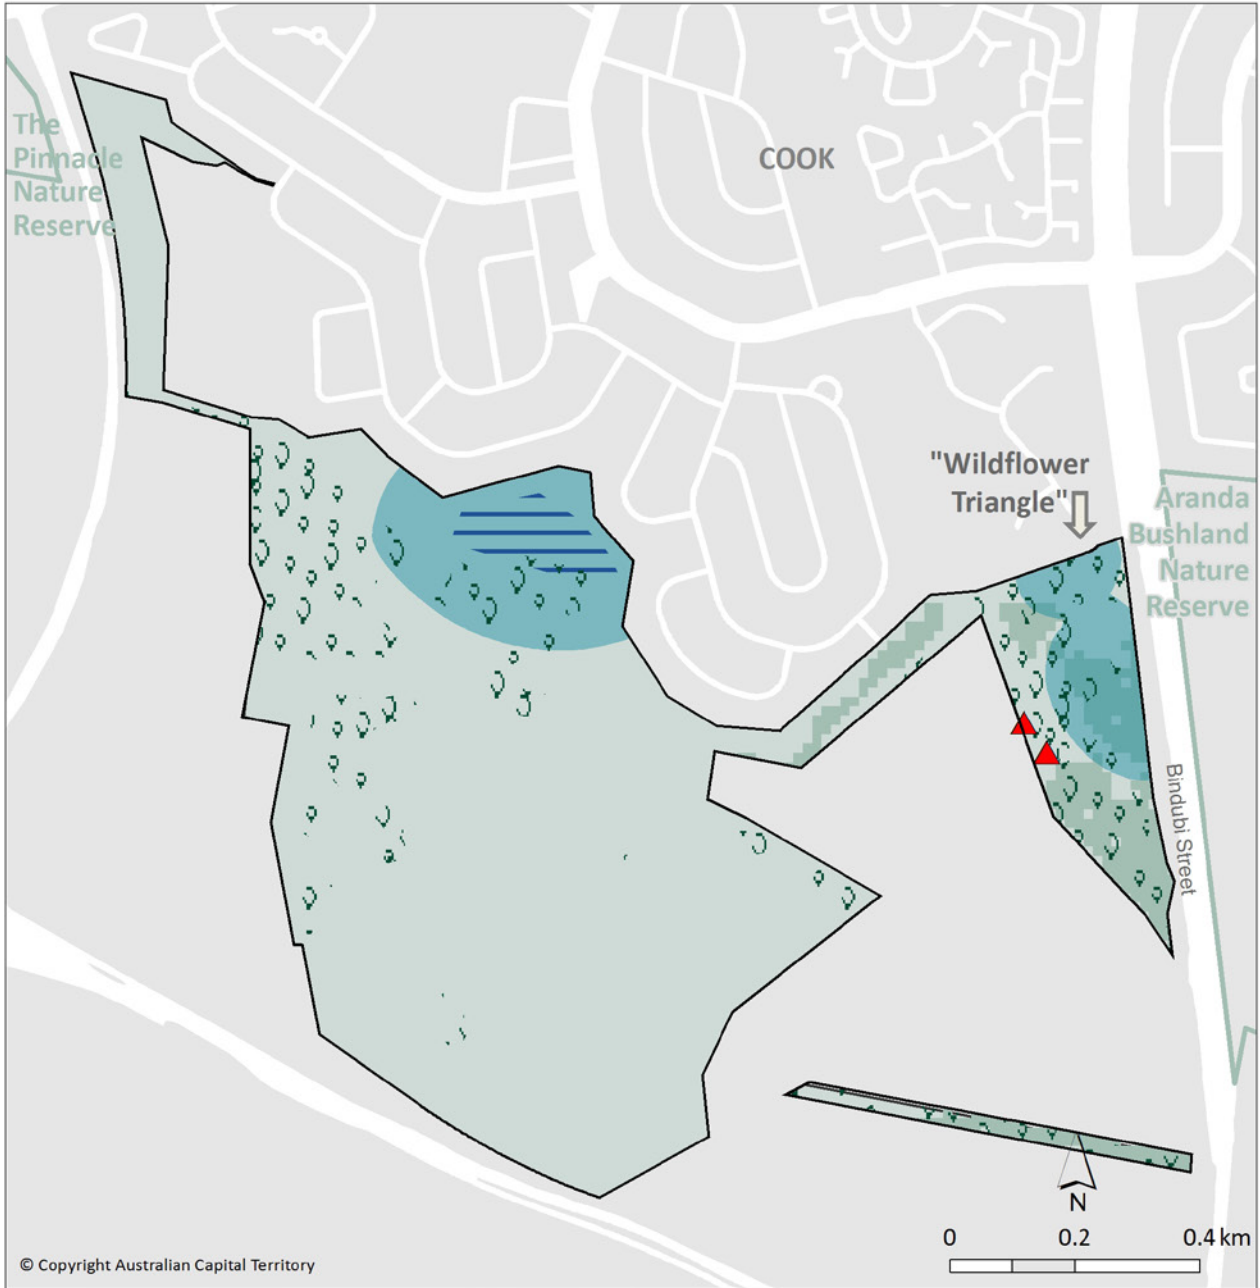 The
Pinnacle
Nature
Reserve
COOK
"Wildflower
Triangle"
Aranda
Bushland
Nature
Reserve
Bindubi Street
N
0 0.2 0.4 km
© Copyright Australian Capital Territory